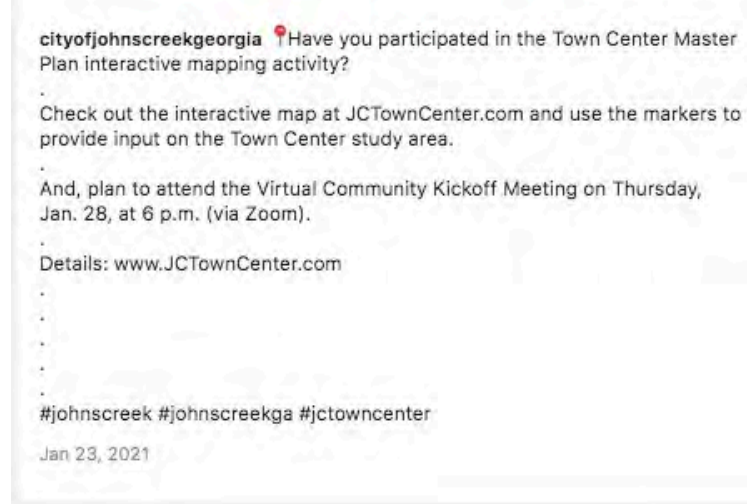 cityofjohnscreekgeorgia 📍Have you participated in the Town Center Master
Plan interactive mapping activity?
.
Check out the interactive map at JCTownCenter.com and use the markers to
provide input on the Town Center study area.
.
And, plan to attend the Virtual Community Kickoff Meeting on Thursday,
Jan. 28, at 6 p.m. (via Zoom).
.
Details: www.JCTownCenter.com
.
.
.
.
.
#johnscreek #johnscreekga #jctowncenter
Jan 23, 2021